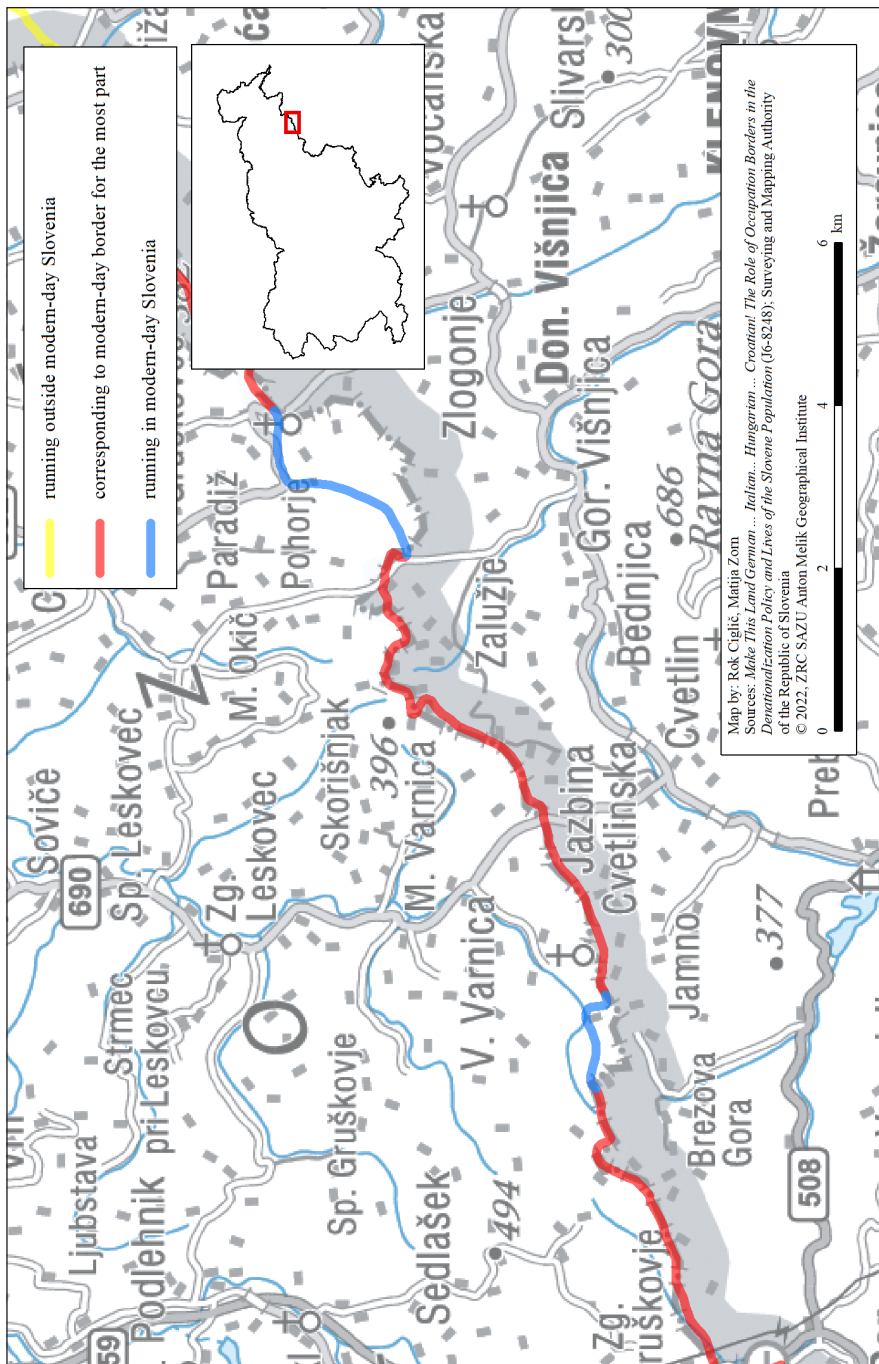 running outside modern-day Slovenia
corresponding to modern-day border for the most part
running in modern-day Slovenia
Ljubstava
Podlehnik
Strmec
pri Leskovcu
Soviče
690
Sp. Leskovec
Zg.
Leskovec
Z
O
M. Okič
Paradiž
Pohorje
Skorišnjak
396
M. Varnica
Sp. Gruškovje
Sedlašek
494
V. Varnica
Zg.
ruškovje
59
Zalužje
Zlogonje
Don. Višnjica
Gor. Višnjica
Jazbina
Cvetlinska
Bednjica
Cvetlin
686
Ravna Gora
Jamno
377
Brezova
Gora
508
300
Map by: Rok Ciglič, Matija Zorn
Sources: Make This Land German ... Italian... Hungarian ... Croatian! The Role of Occupation Borders in the
Denationalization Policy and Lives of the Slovene Population (J6-8248); Surveying and Mapping Authority
of the Republic of Slovenia
© 2022, ZRC SAZU Anton Melik Geographical Institute
0 2 4 6
km